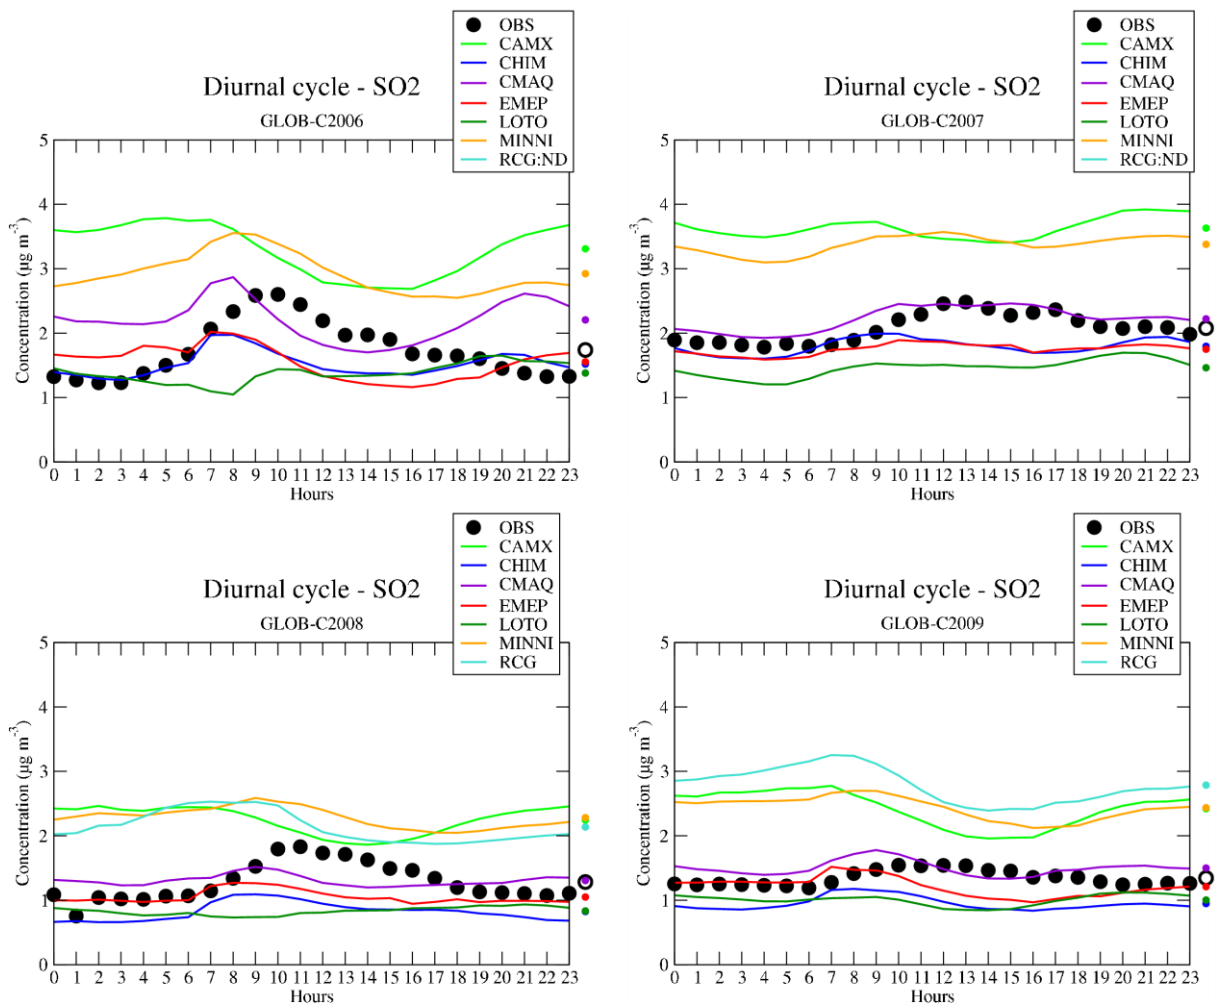 OBS
CAMX
CHIM
CMAQ
EMEP
LOTO
MINNI
RCG:ND
Diurnal cycle - SO2
GLOB-C2006
5
4
3
2
1
0
Concentration (µg m⁻³)
0 1 2 3 4 5 6 7 8 9 10 11 12 13 14 15 16 17 18 19 20 21 22 23
Hours
OBS
CAMX
CHIM
CMAQ
EMEP
LOTO
MINNI
RCG:ND
Diurnal cycle - SO2
GLOB-C2007
5
4
3
2
1
0
Concentration (µg m⁻³)
0 1 2 3 4 5 6 7 8 9 10 11 12 13 14 15 16 17 18 19 20 21 22 23
Hours
OBS
CAMX
CHIM
CMAQ
EMEP
LOTO
MINNI
RCG
Diurnal cycle - SO2
GLOB-C2008
5
4
3
2
1
0
Concentration (µg m⁻³)
0 1 2 3 4 5 6 7 8 9 10 11 12 13 14 15 16 17 18 19 20 21 22 23
Hours
OBS
CAMX
CHIM
CMAQ
EMEP
LOTO
MINNI
RCG
Diurnal cycle - SO2
GLOB-C2009
5
4
3
2
1
0
Concentration (µg m⁻³)
0 1 2 3 4 5 6 7 8 9 10 11 12 13 14 15 16 17 18 19 20 21 22 23
Hours